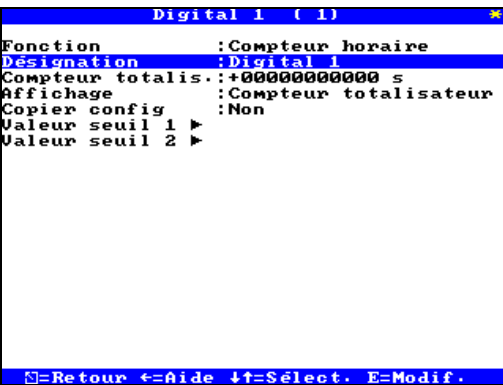 Digital 1 ( 1) *
Fonction :Compteur horaire
Désignation :Digital 1
Compteur totalis.:+00000000000 s
Affichage :Compteur totalisateur
Copier config :Non
Valeur seuil 1 ►
Valeur seuil 2 ►
⇱=Retour ←=Aide ↓↑=Sélect. E=Modif.